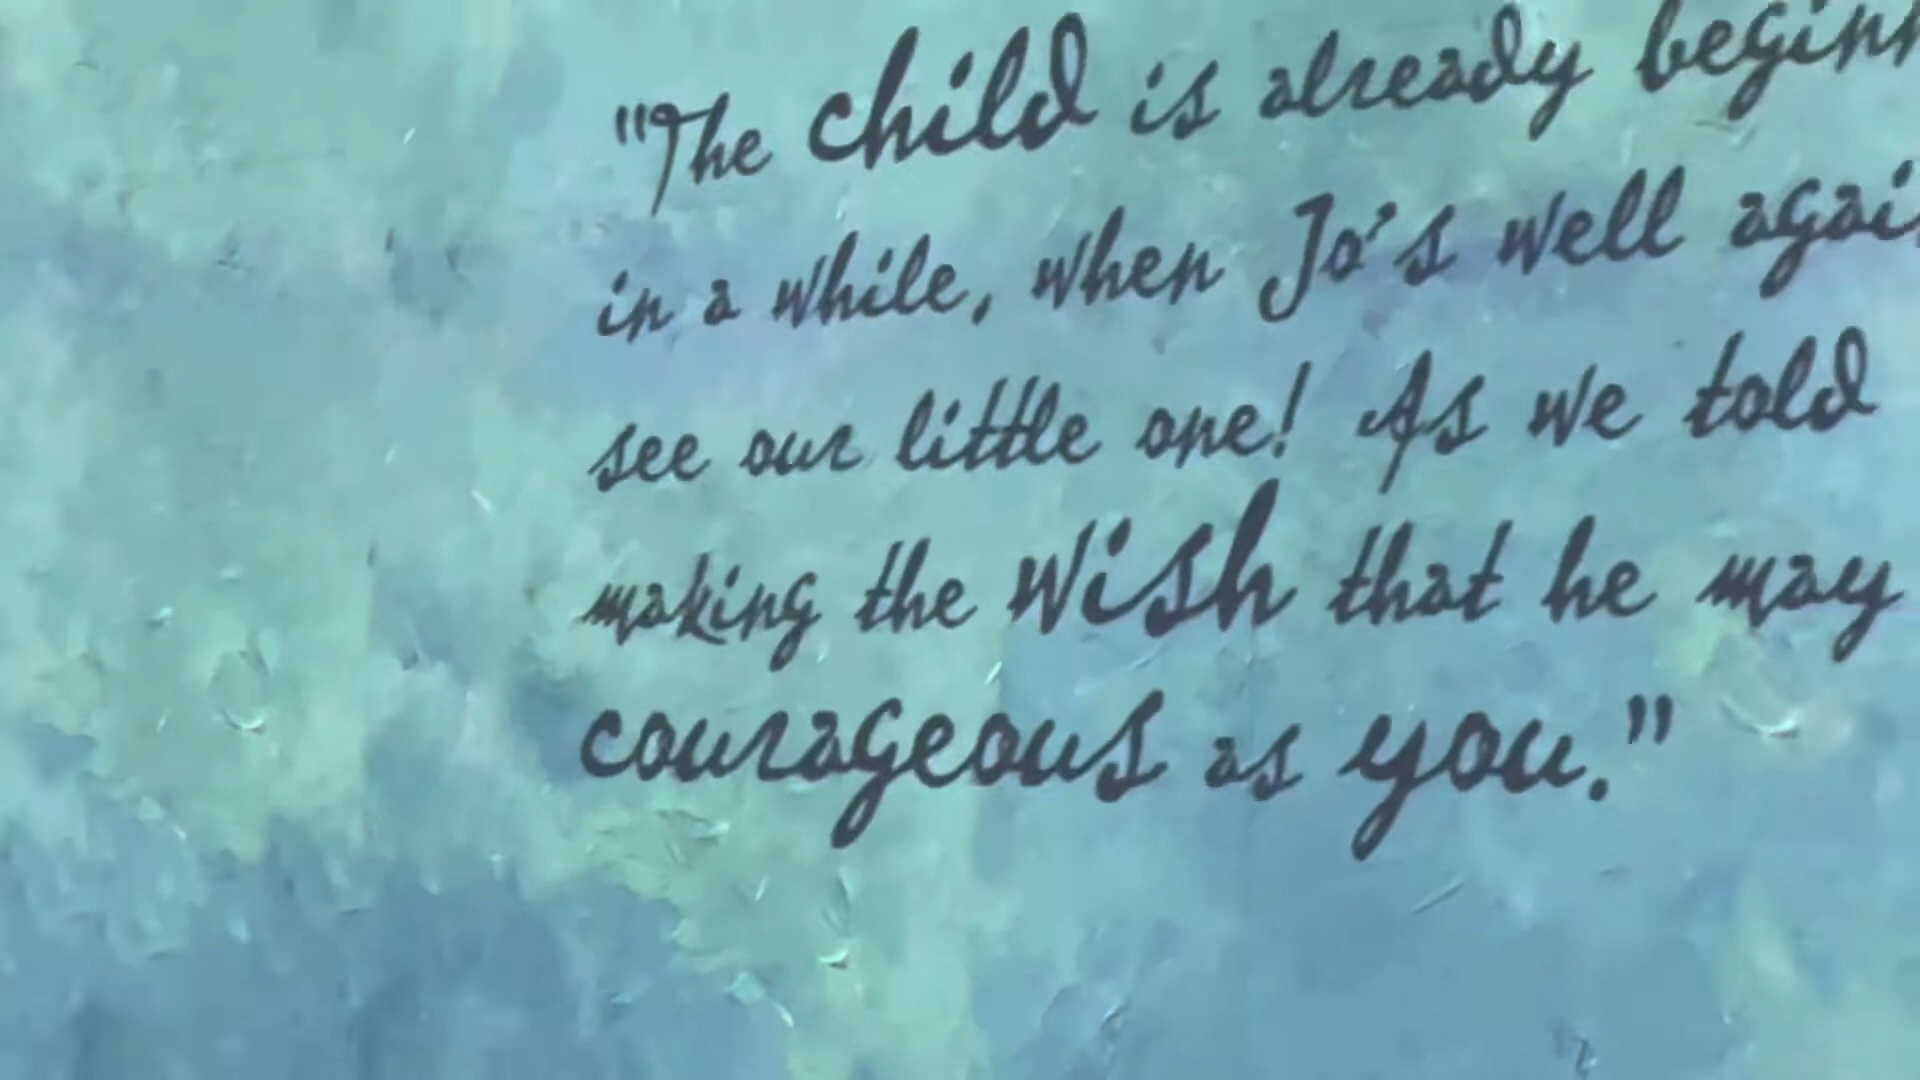 "The child is already beginn
in a while, when Jo's well agai
see our little one! As we told
making the wish that he may
courageous as you."